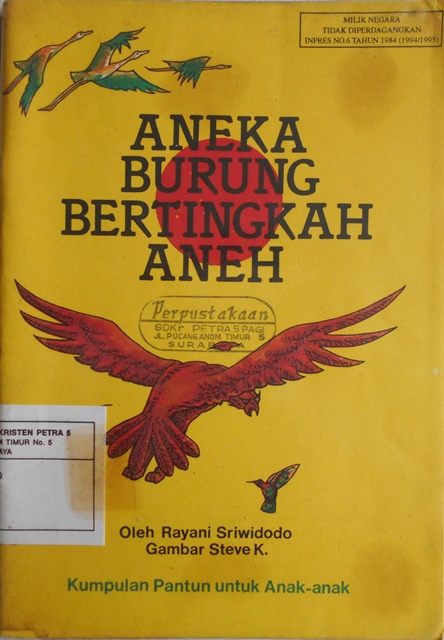 MILIK NEGARA
TIDAK DIPERDAGANGKAN
INPRES NO.6 TAHUN 1984 (1994/1995)
ANEKA
BURUNG
BERTINGKAH
ANEH
Perpustakaan
SDKr PETRA 5 PAGI
JL. PUCANG ANOM TIMUR 5
KRISTEN PETRA 5
TIMUR No. 5
Oleh Rayani Sriwidodo
Gambar Steve K.
Kumpulan Pantun untuk Anak-anak